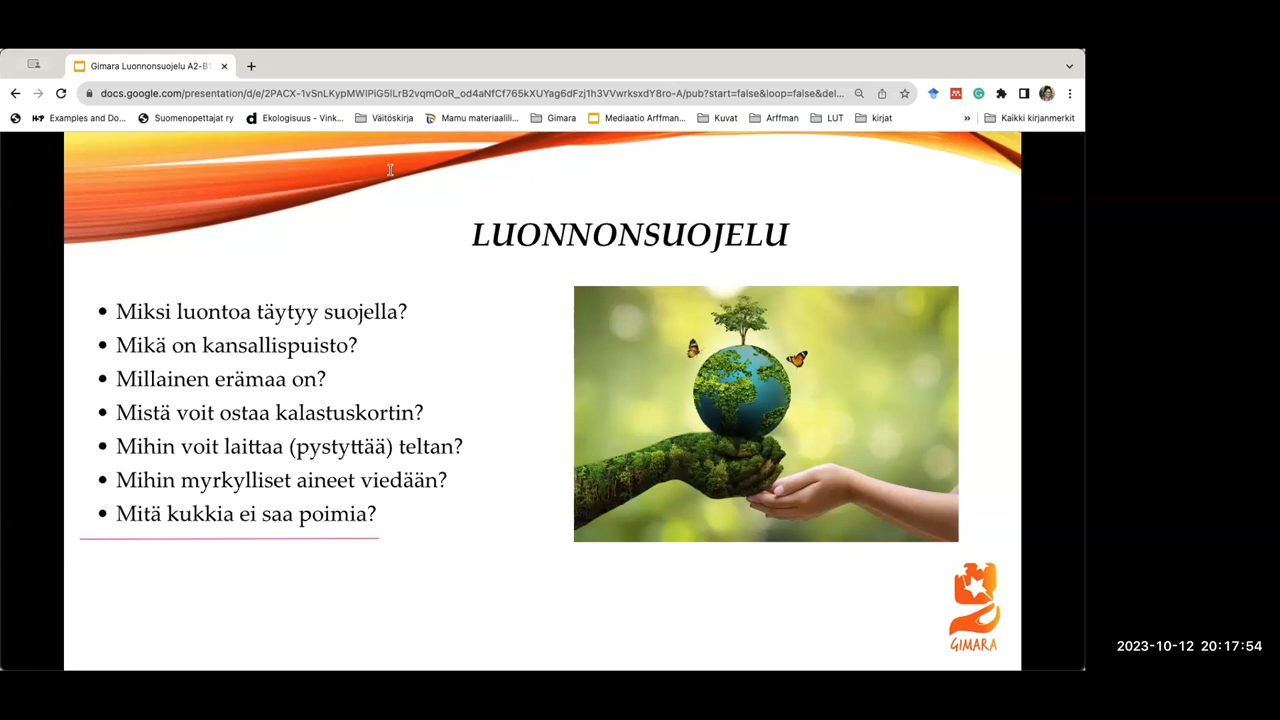 Gimara Luonnonsuojelu A2-B1
docs.google.com/presentation/d/e/2PACX-1vSnLKypMWIPiG5ILrB2vqmOoR_od4aNfCf765kXUYag6dFzj1h3VVwrksxdY8ro-A/pub?start=false&loop=false&del...
Examples and Do... Suomenopettajat ry Ekologisuus - Vink... Väitöskirja Mamu materiaalili... Gimara Mediaatio Arffman... Kuvat Arffman LUT kirjat » Kaikki kirjanmerkit
LUONNONSUOJELU
• Miksi luontoa täytyy suojella?
• Mikä on kansallispuisto?
• Millainen erämaa on?
• Mistä voit ostaa kalastuskortin?
• Mihin voit laittaa (pystyttää) teltan?
• Mihin myrkylliset aineet viedään?
• Mitä kukkia ei saa poimia?
GIMARA
2023-10-12 20:17:54